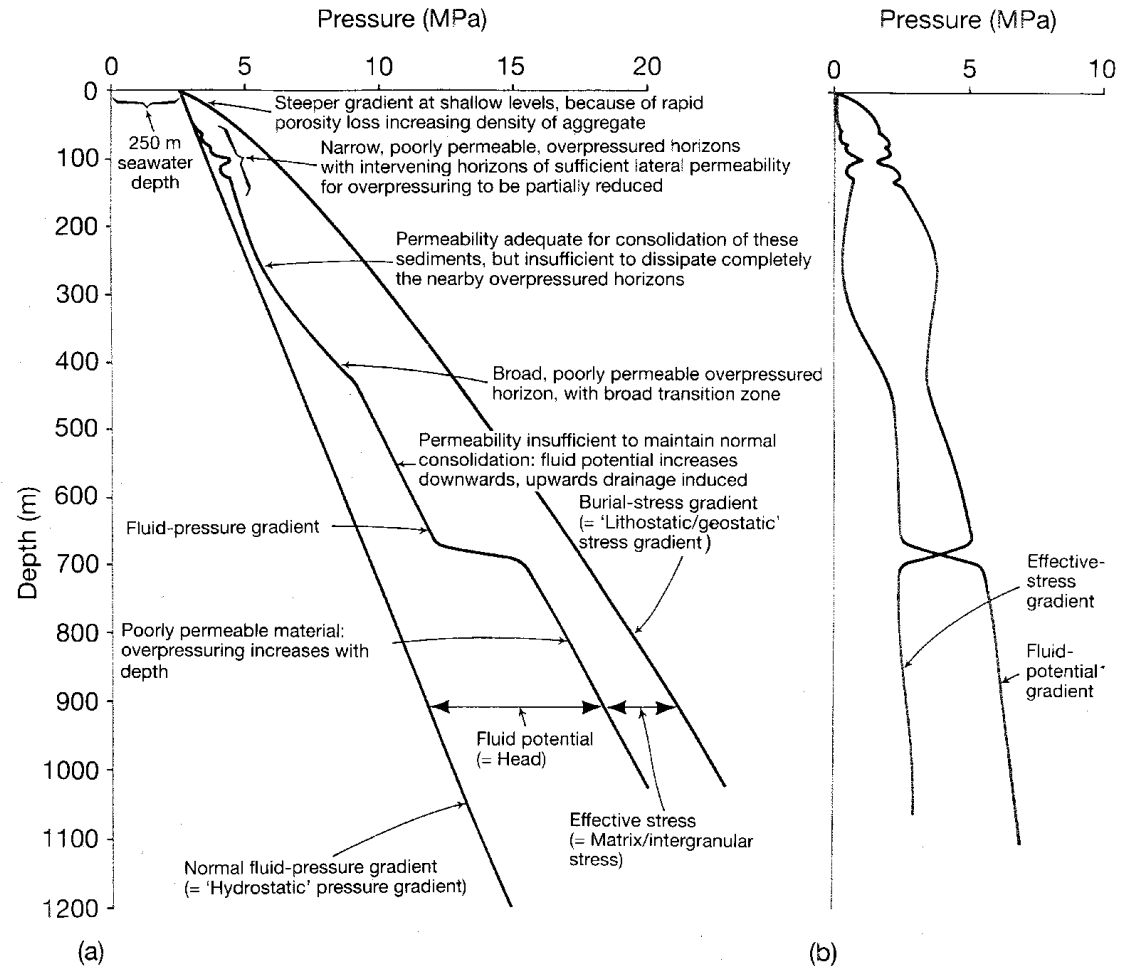 Pressure (MPa)
0 5 10 15 20
0
100
200
300
400
500
600
700
800
900
1000
1100
1200
Depth (m)
250 m
seawater
depth
Steeper gradient at shallow levels, because of rapid
porosity loss increasing density of aggregate
Narrow, poorly permeable, overpressured horizons
with intervening horizons of sufficient lateral permeability
for overpressuring to be partially reduced
Permeability adequate for consolidation of these
sediments, but insufficient to dissipate completely
the nearby overpressured horizons
Broad, poorly permeable overpressured
horizon, with broad transition zone
Permeability insufficient to maintain normal
consolidation: fluid potential increases
downwards, upwards drainage induced
Burial-stress gradient
(= 'Lithostatic/geostatic'
stress gradient)
Fluid-pressure gradient
Poorly permeable material:
overpressuring increases with
depth
Fluid potential
(= Head)
Effective stress
(= Matrix/intergranular
stress)
Normal fluid-pressure gradient
(= 'Hydrostatic' pressure gradient)
(a)
Pressure (MPa)
0 5 10
Effective-
stress
gradient
Fluid-
potential
gradient
(b)